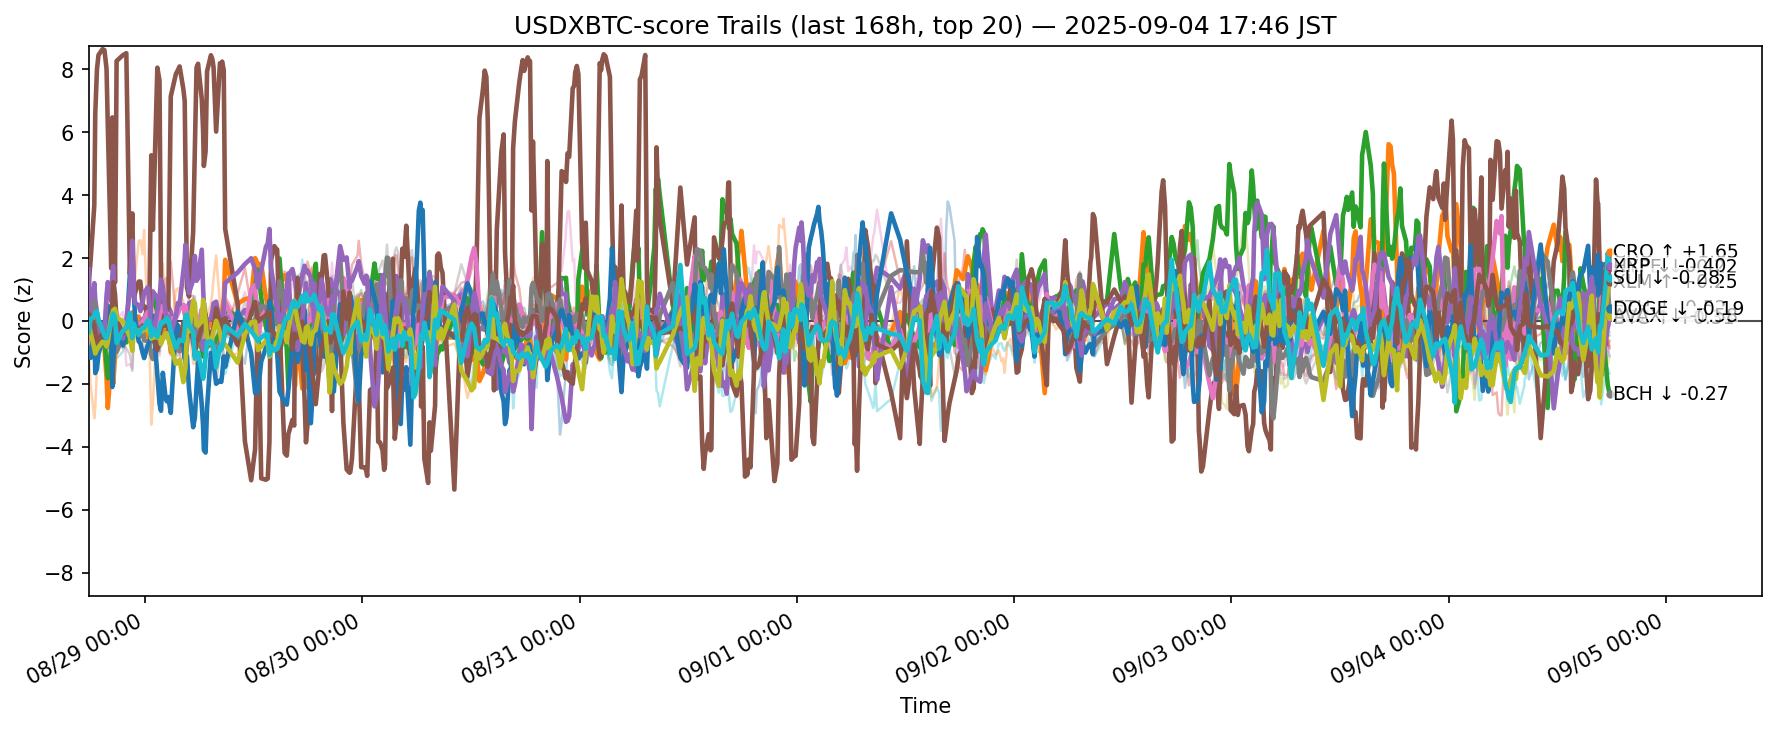 USDXBTC-score Trails (last 168h, top 20) — 2025-09-04 17:46 JST
Score (z)
8
6
4
2
0
−2
−4
−6
−8
CRO ↑ +1.65
XRP ↓
SUI ↓ -0.28
XLM ↑
DOGE ↓ -0.19
AVAX ↓
BCH ↓ -0.27
08/29 00:00
08/30 00:00
08/31 00:00
09/01 00:00
09/02 00:00
09/03 00:00
09/04 00:00
09/05 00:00
Time